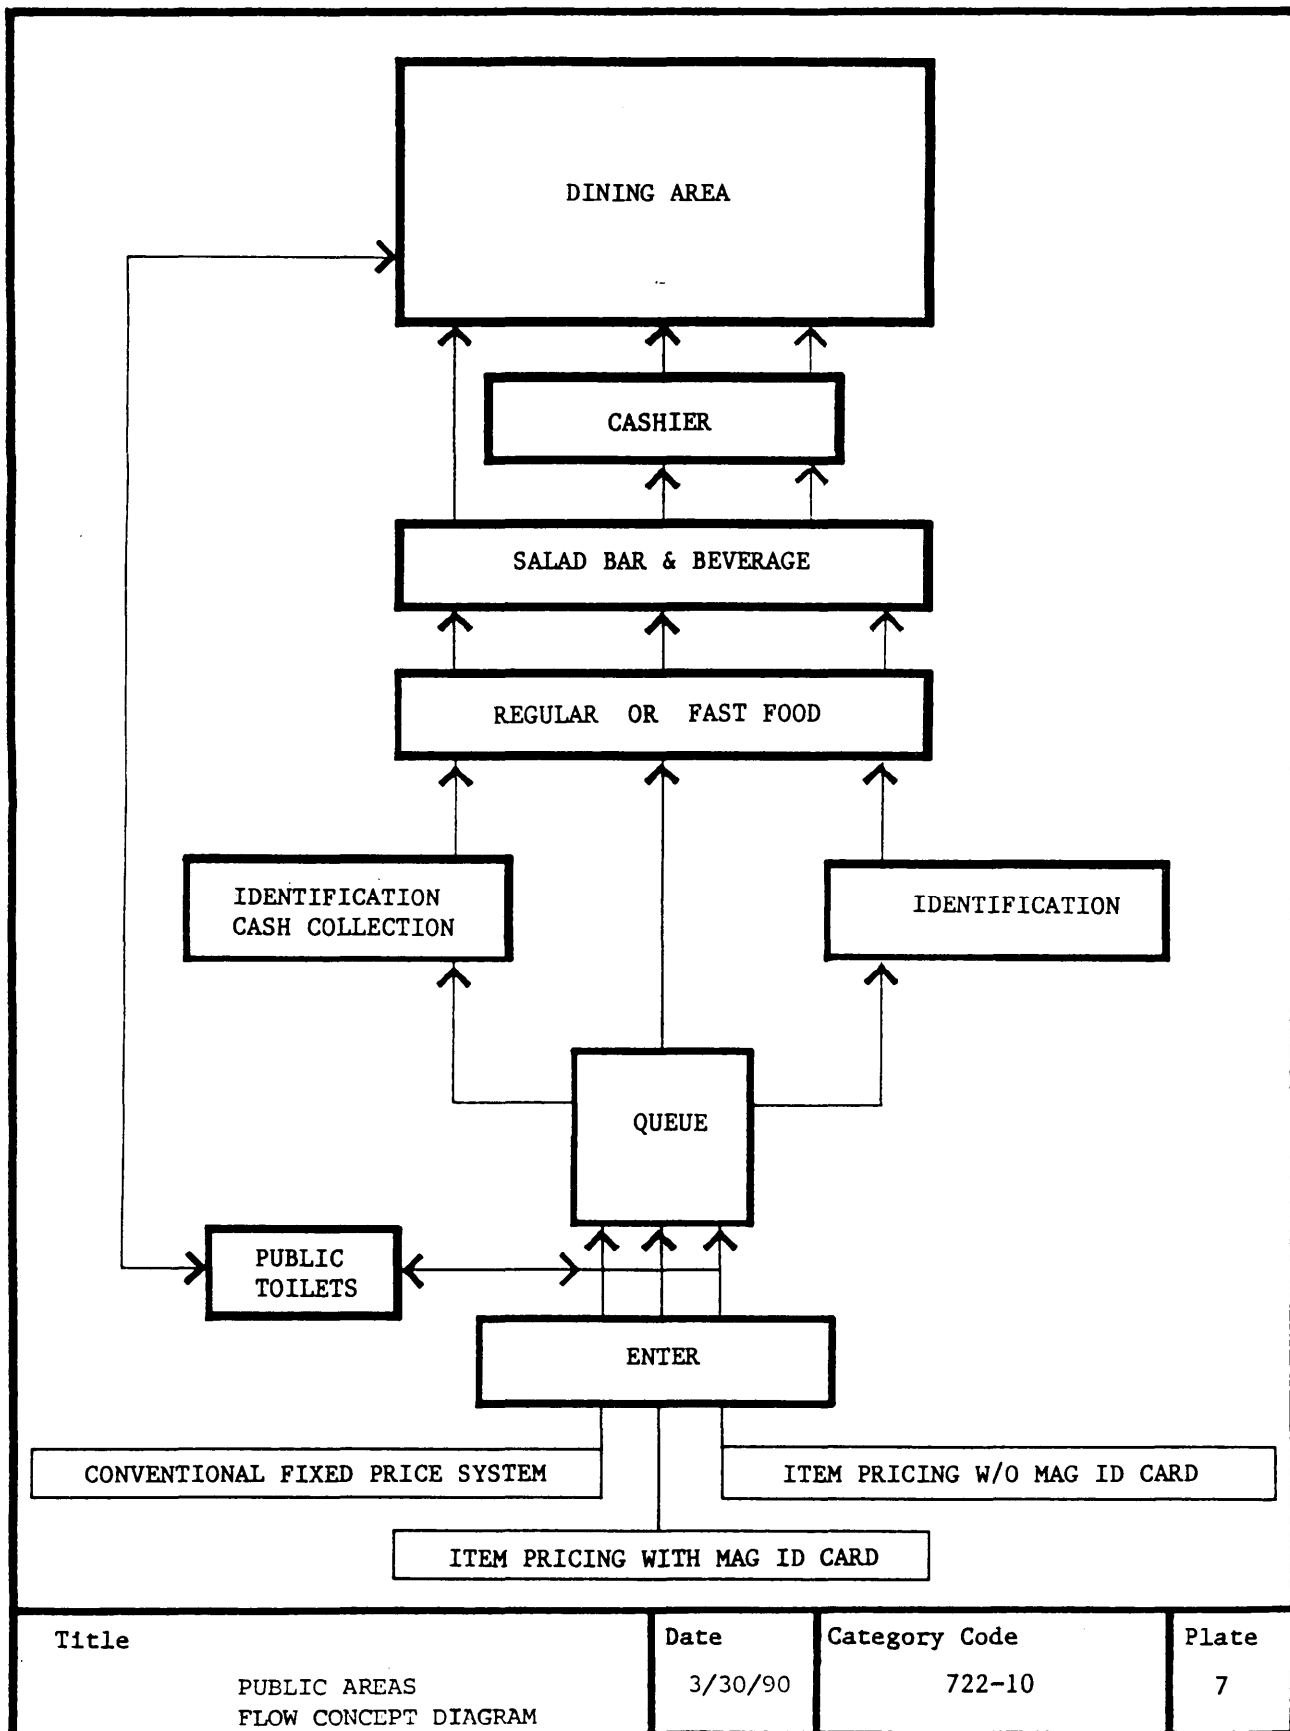 DINING AREA
CASHIER
SALAD BAR & BEVERAGE
REGULAR OR FAST FOOD
IDENTIFICATION
CASH COLLECTION
IDENTIFICATION
QUEUE
PUBLIC
TOILETS
ENTER
CONVENTIONAL FIXED PRICE SYSTEM
ITEM PRICING W/O MAG ID CARD
ITEM PRICING WITH MAG ID CARD
Title
PUBLIC AREAS
FLOW CONCEPT DIAGRAM
Date
3/30/90
Category Code
722-10
Plate
7